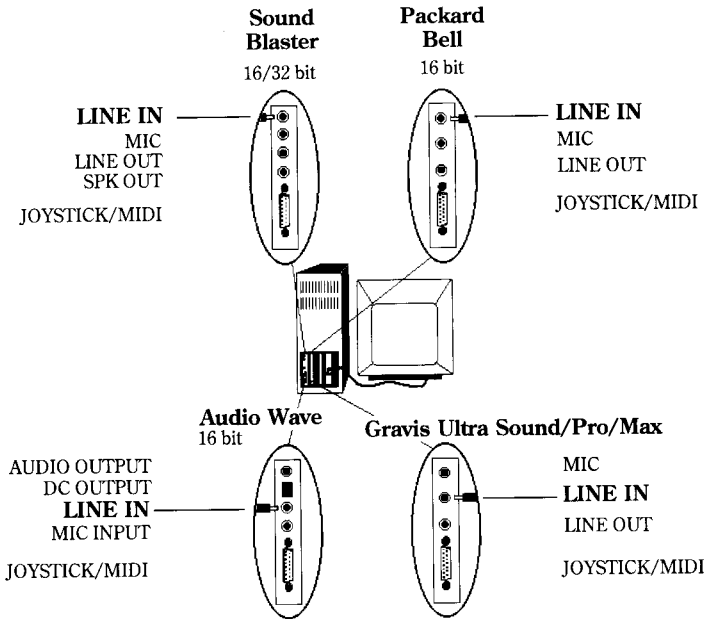 Sound
Blaster
16/32 bit
LINE IN
MIC
LINE OUT
SPK OUT
JOYSTICK/MIDI
Packard
Bell
16 bit
LINE IN
MIC
LINE OUT
JOYSTICK/MIDI
Audio Wave
16 bit
AUDIO OUTPUT
DC OUTPUT
LINE IN
MIC INPUT
JOYSTICK/MIDI
Gravis Ultra Sound/Pro/Max
MIC
LINE IN
LINE OUT
JOYSTICK/MIDI